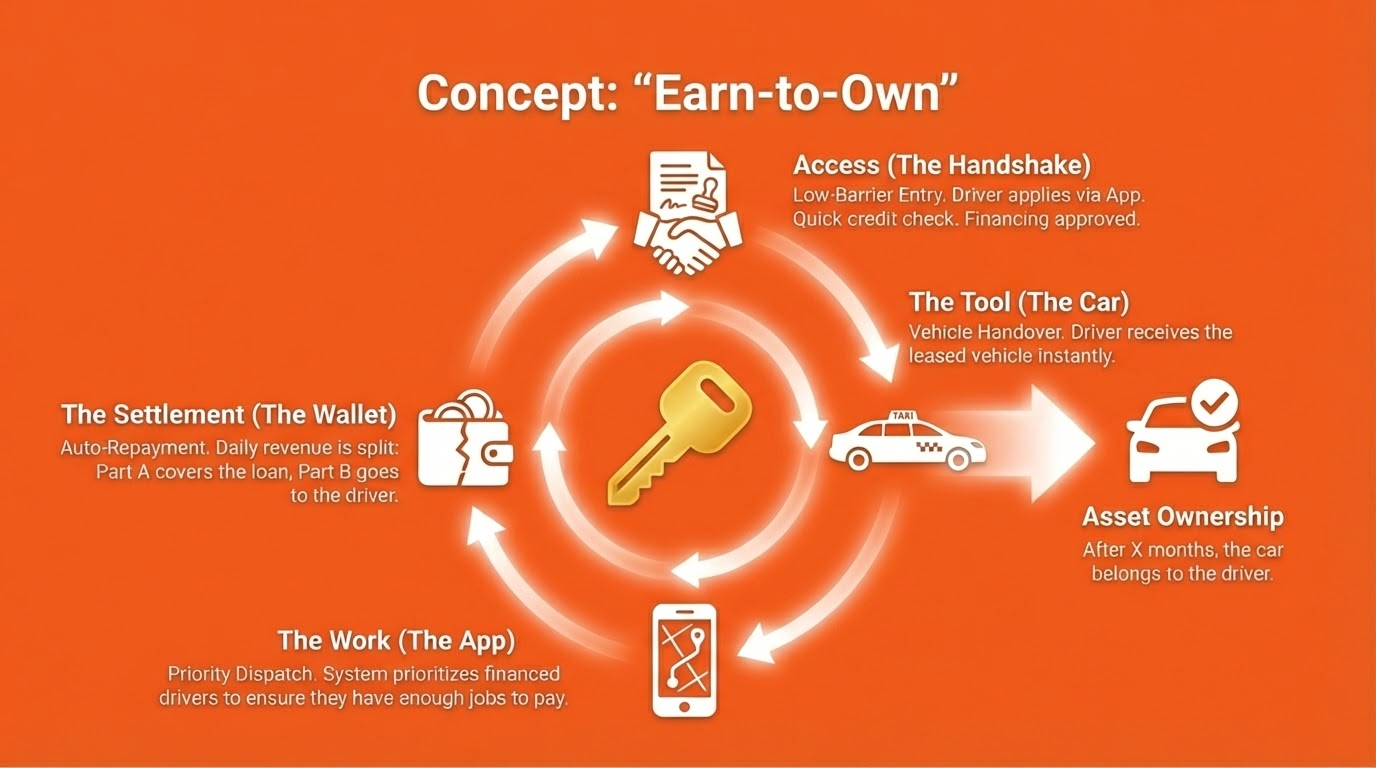 Concept: “Earn-to-Own”
Access (The Handshake)
Low-Barrier Entry. Driver applies via App.
Quick credit check. Financing approved.
The Tool (The Car)
Vehicle Handover. Driver receives the
leased vehicle instantly.
TAXI
The Settlement (The Wallet)
Auto-Repayment. Daily revenue is split:
Part A covers the loan, Part B goes
to the driver.
Asset Ownership
After X months, the car
belongs to the driver.
The Work (The App)
Priority Dispatch. System prioritizes financed
drivers to ensure they have enough jobs to pay.